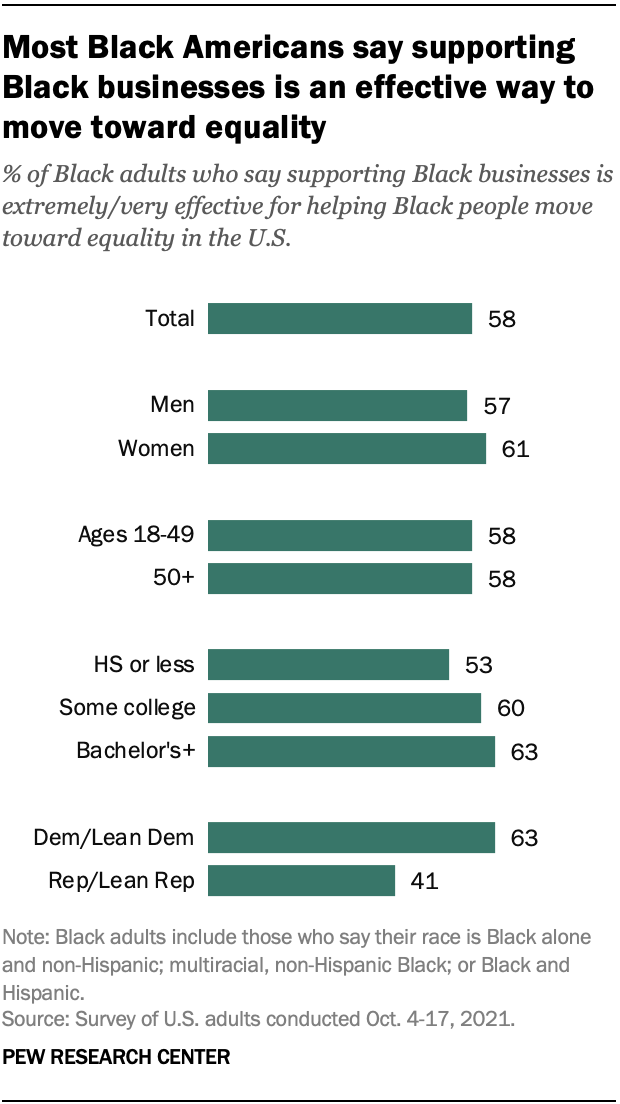 Most Black Americans say supporting
Black businesses is an effective way to
move toward equality
% of Black adults who say supporting Black businesses is
extremely/very effective for helping Black people move
toward equality in the U.S.
Total 58
Men 57
Women 61
Ages 18-49 58
50+ 58
HS or less 53
Some college 60
Bachelor's+ 63
Dem/Lean Dem 63
Rep/Lean Rep 41
Note: Black adults include those who say their race is Black alone
and non-Hispanic; multiracial, non-Hispanic Black; or Black and
Hispanic.
Source: Survey of U.S. adults conducted Oct. 4-17, 2021.
PEW RESEARCH CENTER